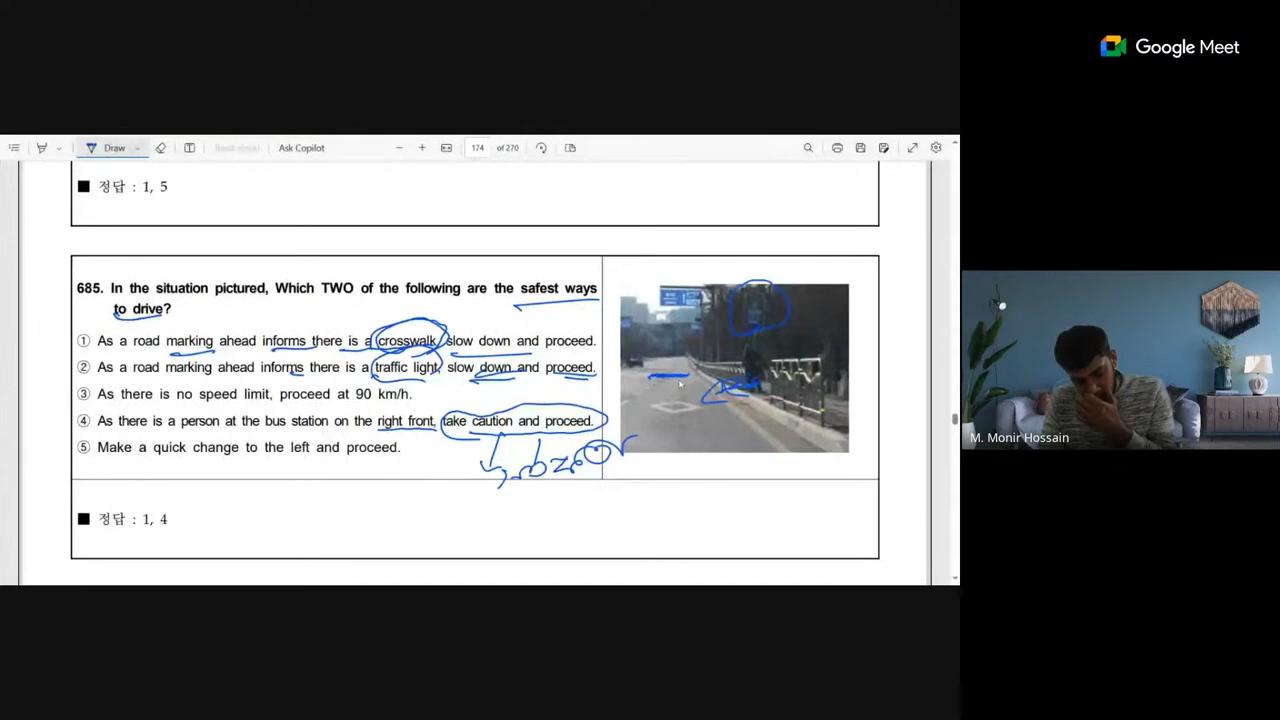 Google Meet
Draw
Ask Copilot
174
of 270
■ 정답 : 1, 5
685. In the situation pictured, Which TWO of the following are the safest ways
to drive?
① As a road marking ahead informs there is a crosswalk, slow down and proceed.
② As a road marking ahead informs there is a traffic light, slow down and proceed.
③ As there is no speed limit, proceed at 90 km/h.
④ As there is a person at the bus station on the right front, take caution and proceed.
⑤ Make a quick change to the left and proceed.
■ 정답 : 1, 4
M. Monir Hossain